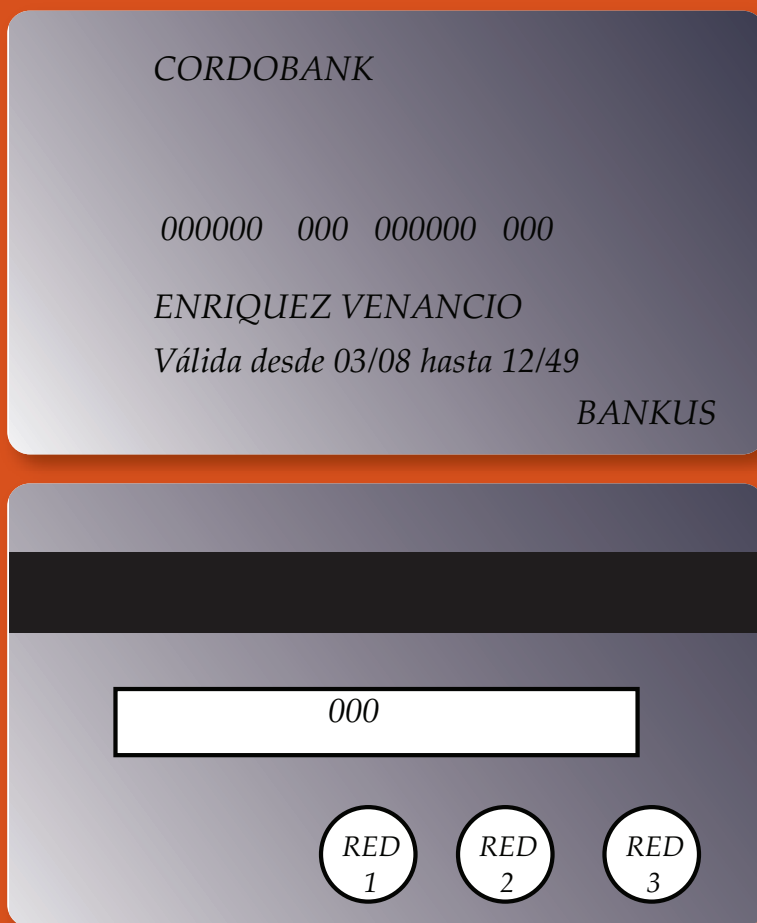 CORDOBANK
000000 000 000000 000
ENRIQUEZ VENANCIO
Válida desde 03/08 hasta 12/49
BANKUS
000
RED 1
RED 2
RED 3